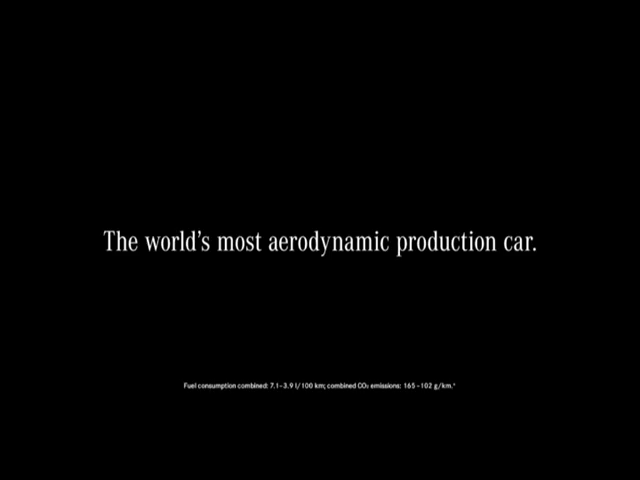 The world’s most aerodynamic production car.
Fuel consumption combined: 7.1–3.9 l/100 km; combined CO₂ emissions: 165–102 g/km.*